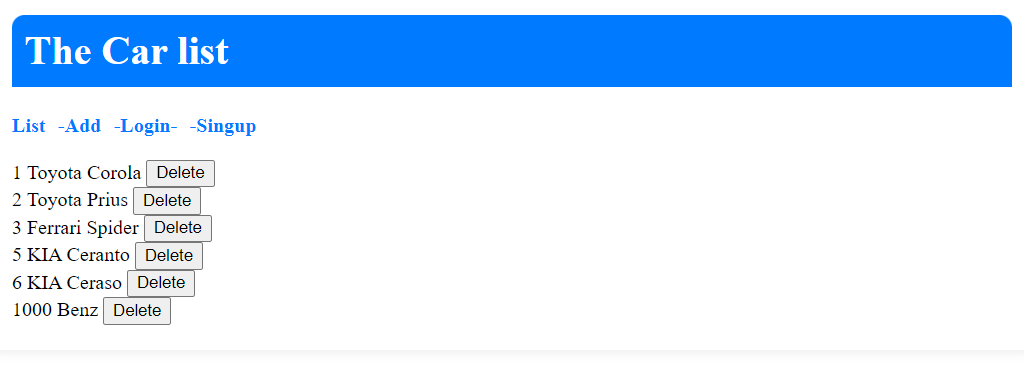 The Car list
List -Add -Login- -Singup
1 Toyota Corola Delete
2 Toyota Prius Delete
3 Ferrari Spider Delete
5 KIA Ceranto Delete
6 KIA Ceraso Delete
1000 Benz Delete